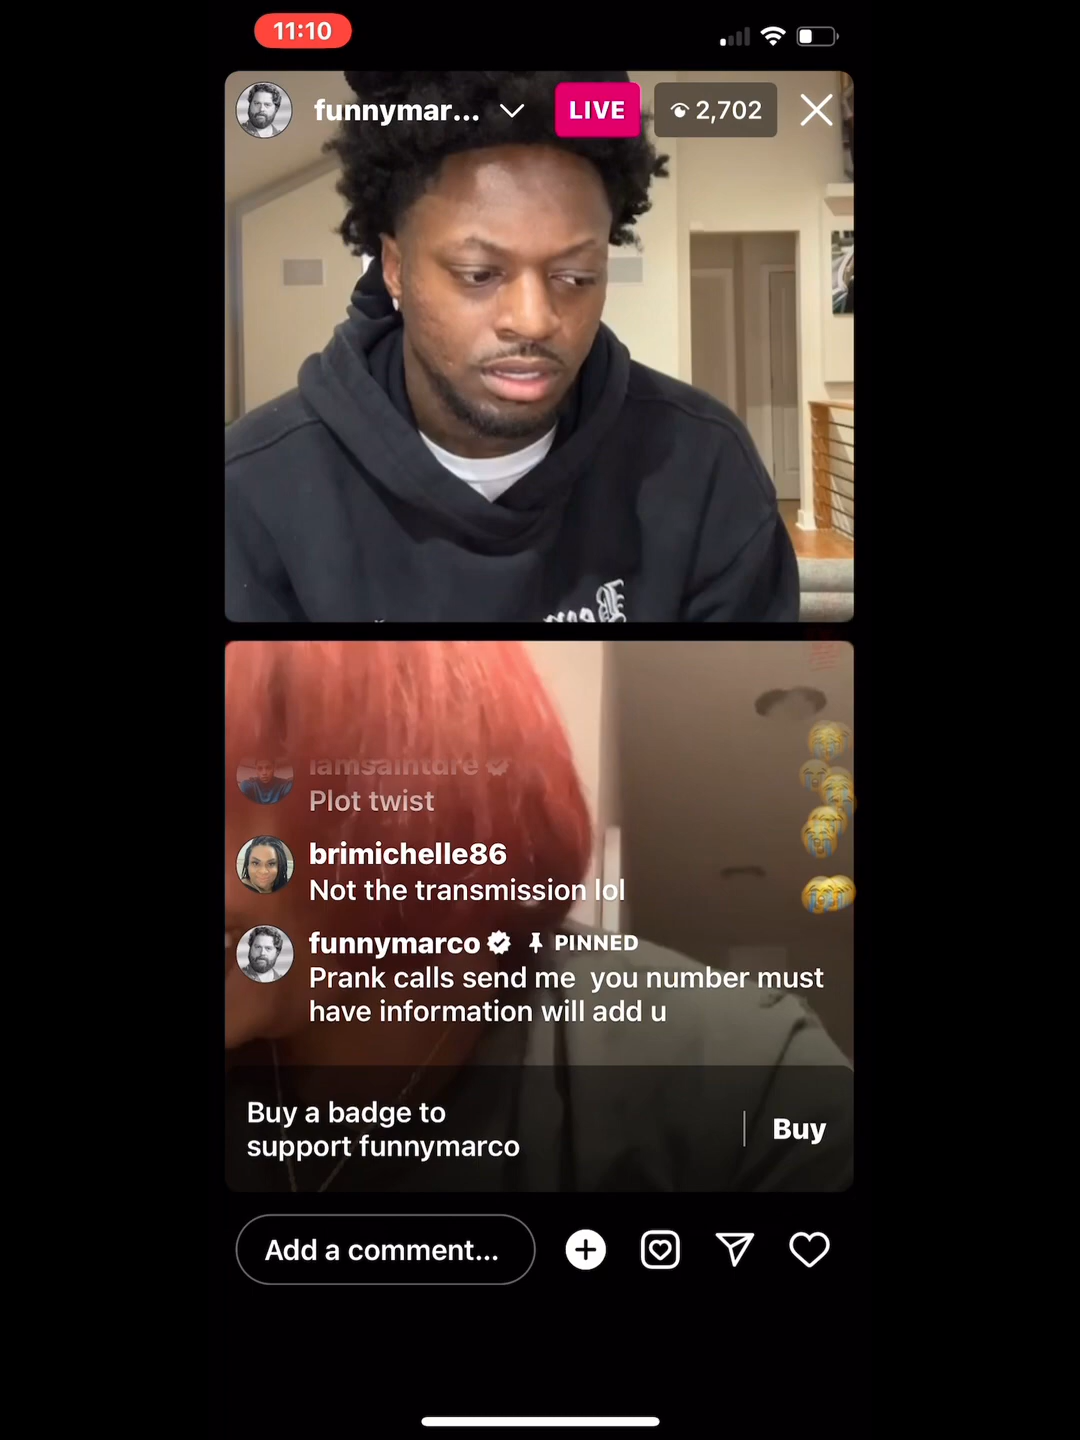 11:10
funnymar...
LIVE
2,702
iamsaintdre
Plot twist
brimichelle86
Not the transmission lol
funnymarco PINNED
Prank calls send me you number must
have information will add u
Buy a badge to
support funnymarco
Buy
Add a comment...